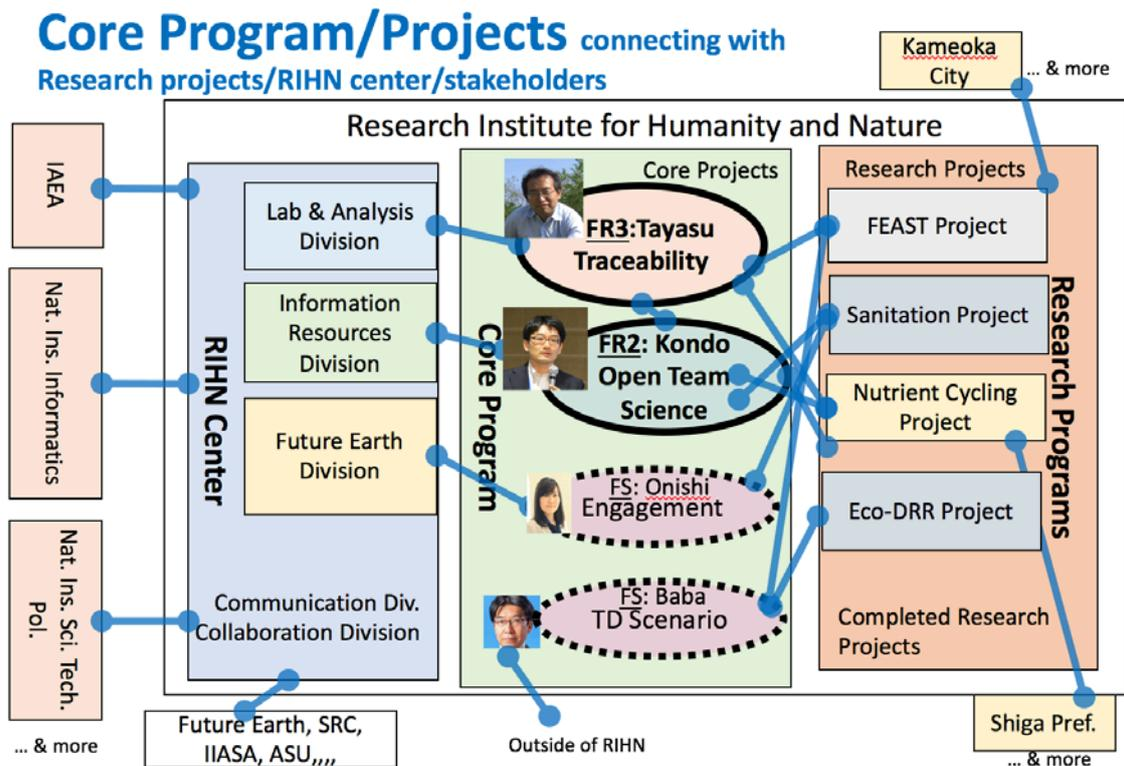 Core Program/Projects connecting with
Research projects/RIHN center/stakeholders
Kameoka
City
... & more
Research Institute for Humanity and Nature
IAEA
Nat. Ins. Informatics
Nat. Ins. Sci. Tech.
Pol.
... & more
RIHN Center
Lab & Analysis
Division
Information
Resources
Division
Future Earth
Division
Communication Div.
Collaboration Division
Future Earth, SRC,
IIASA, ASU,,,,
Core Program
Core Projects
FR3:Tayasu
Traceability
FR2: Kondo
Open Team
Science
FS: Onishi
Engagement
FS: Baba
TD Scenario
Outside of RIHN
Research Projects
Research Programs
FEAST Project
Sanitation Project
Nutrient Cycling
Project
Eco-DRR Project
Completed Research
Projects
Shiga Pref.
... & more